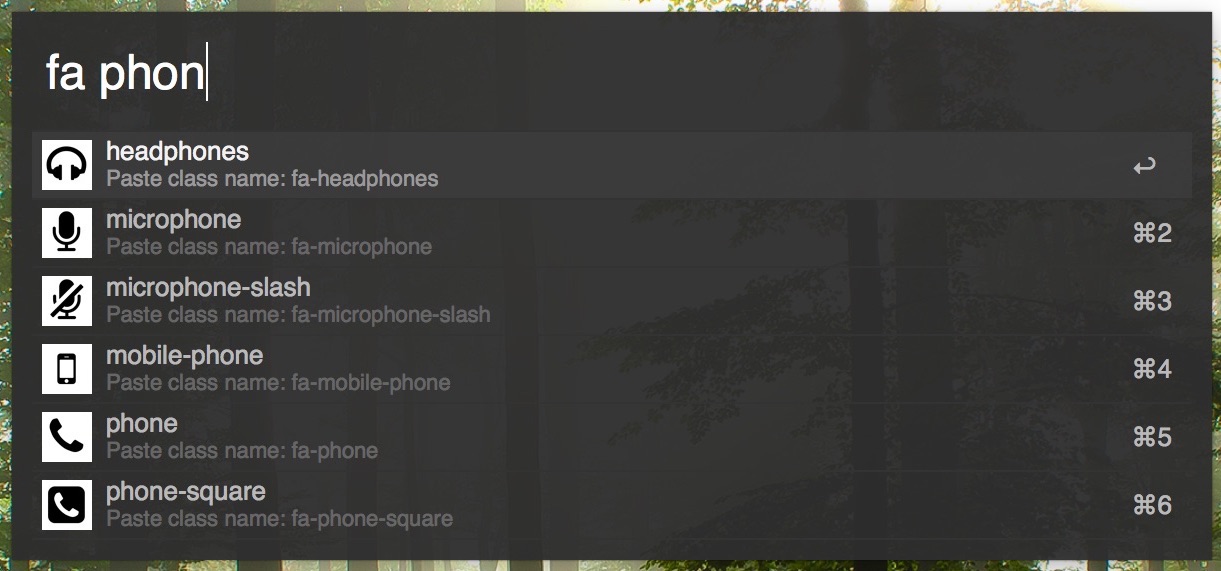 fa phon
headphones
Paste class name: fa-headphones
↩
microphone
Paste class name: fa-microphone
⌘2
microphone-slash
Paste class name: fa-microphone-slash
⌘3
mobile-phone
Paste class name: fa-mobile-phone
⌘4
phone
Paste class name: fa-phone
⌘5
phone-square
Paste class name: fa-phone-square
⌘6